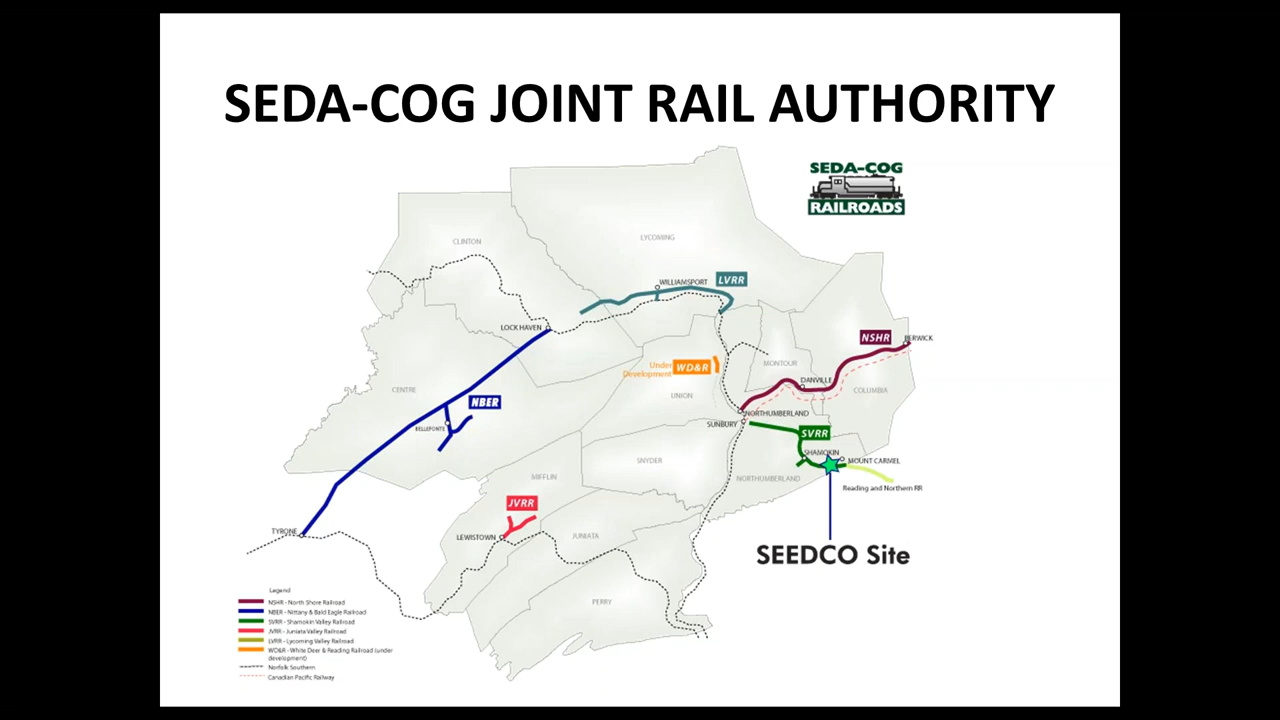 SEDA-COG JOINT RAIL AUTHORITY
SEDA-COG
RAILROADS
CLINTON
LYCOMING
WILLIAMSPORT
LVRR
LOCK HAVEN
NSHR
BERWICK
Under
Development
WD&R
MONTOUR
DANVILLE
CENTRE
UNION
COLUMBIA
NBER
NORTHUMBERLAND
SUNBURY
BELLEFONTE
SVRR
SHAMOKIN
MOUNT CARMEL
SNYDER
MIFFLIN
NORTHUMBERLAND
Reading and Northern RR
JVRR
TYRONE
LEWISTOWN
JUNIATA
SEEDCO Site
PERRY
Legend
NSHR - North Shore Railroad
NBER - Nittany & Bald Eagle Railroad
SVRR - Shamokin Valley Railroad
JVRR - Juniata Valley Railroad
LVRR - Lycoming Valley Railroad
WD&R - White Deer & Reading Railroad (under
development)
Norfolk Southern
Canadian Pacific Railway